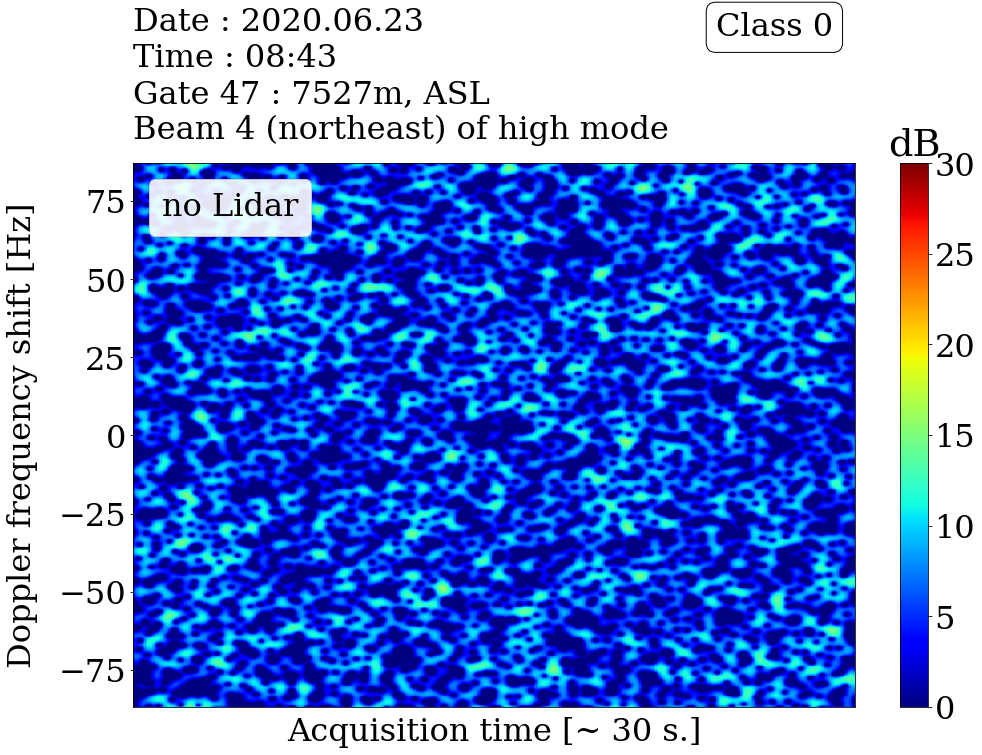 Date : 2020.06.23
Time : 08:43
Gate 47 : 7527m, ASL
Beam 4 (northeast) of high mode
Class 0
dB
no Lidar
Doppler frequency shift [Hz]
75
50
25
0
−25
−50
−75
30
25
20
15
10
5
0
Acquisition time [~ 30 s.]